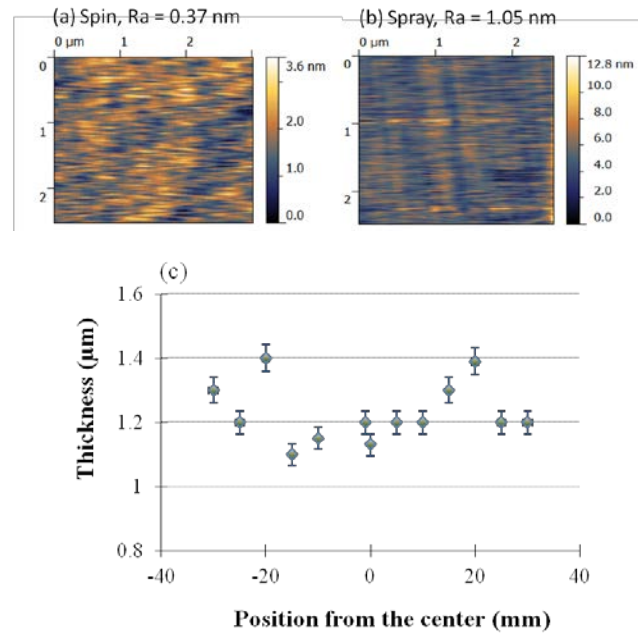 (a) Spin, Ra = 0.37 nm
(b) Spray, Ra = 1.05 nm
0 µm 1 2
0 µm 1 2
0
1
2
3.6 nm
2.0
1.0
0.0
0
1
2
12.8 nm
10.0
8.0
6.0
4.0
2.0
0.0
(c)
Thickness (µm)
1.6
1.4
1.2
1
0.8
-40 -20 0 20 40
Position from the center (mm)